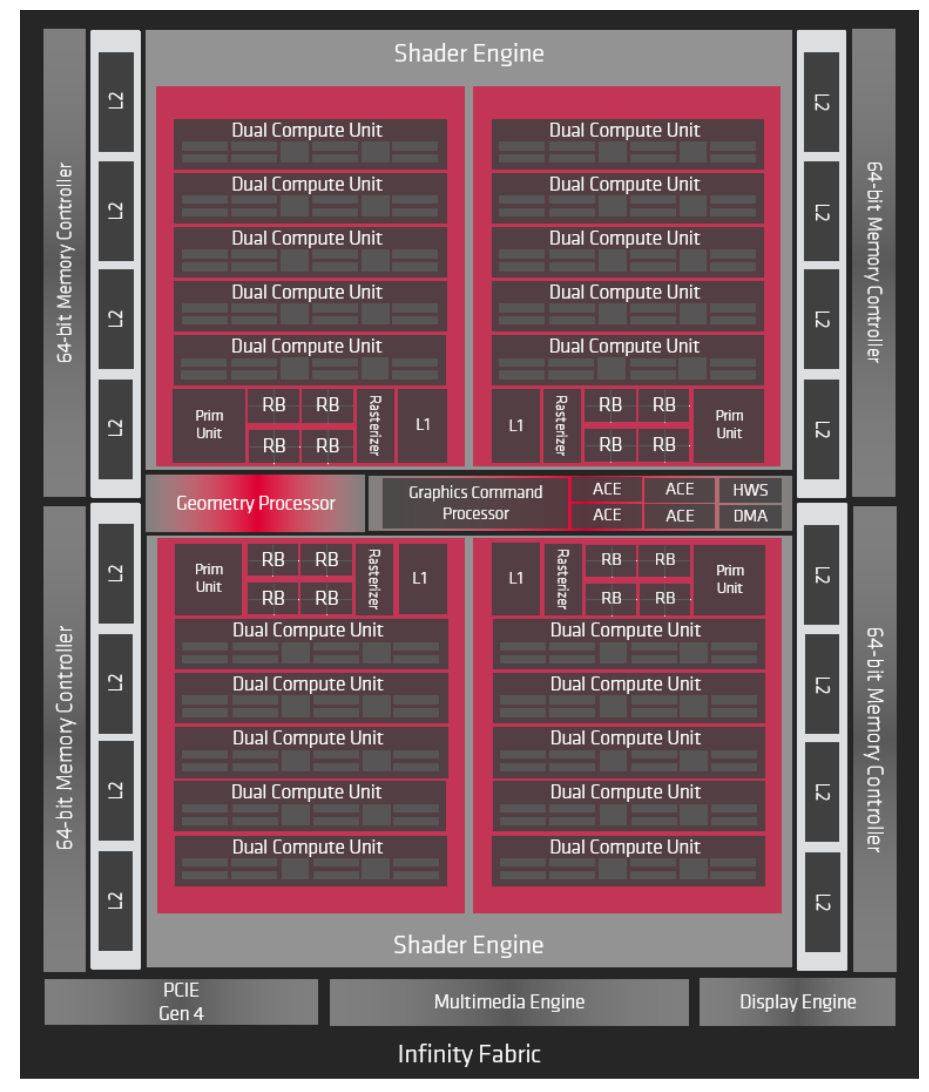 Shader Engine
64-bit Memory Controller
L2
L2
L2
L2
Dual Compute Unit
Dual Compute Unit
Dual Compute Unit
Dual Compute Unit
Dual Compute Unit
Prim
Unit
RB RB
RB RB
Rasterizer
L1
Dual Compute Unit
Dual Compute Unit
Dual Compute Unit
Dual Compute Unit
Dual Compute Unit
L1
Rasterizer
RB RB
RB RB
Prim
Unit
L2
L2
L2
L2
64-bit Memory Controller
Geometry Processor
Graphics Command
Processor
ACE ACE HWS
ACE ACE DMA
64-bit Memory Controller
L2
L2
L2
L2
Prim
Unit
RB RB
RB RB
Rasterizer
L1
Dual Compute Unit
Dual Compute Unit
Dual Compute Unit
Dual Compute Unit
Dual Compute Unit
L1
Rasterizer
RB RB
RB RB
Prim
Unit
Dual Compute Unit
Dual Compute Unit
Dual Compute Unit
Dual Compute Unit
Dual Compute Unit
L2
L2
L2
L2
64-bit Memory Controller
Shader Engine
PCIE
Gen 4
Multimedia Engine
Display Engine
Infinity Fabric